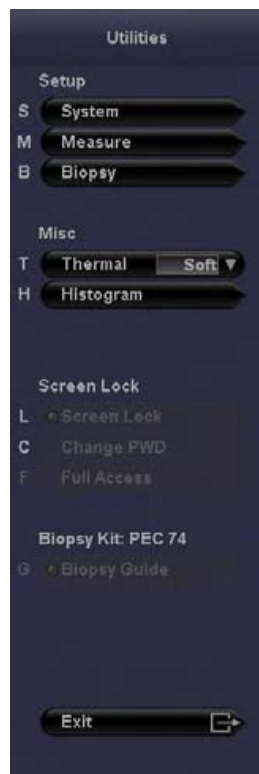 Utilities
Setup
S System
M Measure
B Biopsy
Misc
T Thermal Soft
H Histogram
Screen Lock
L Screen Lock
C Change PWD
F Full Access
Biopsy Kit: PEC 74
G Biopsy Guide
Exit